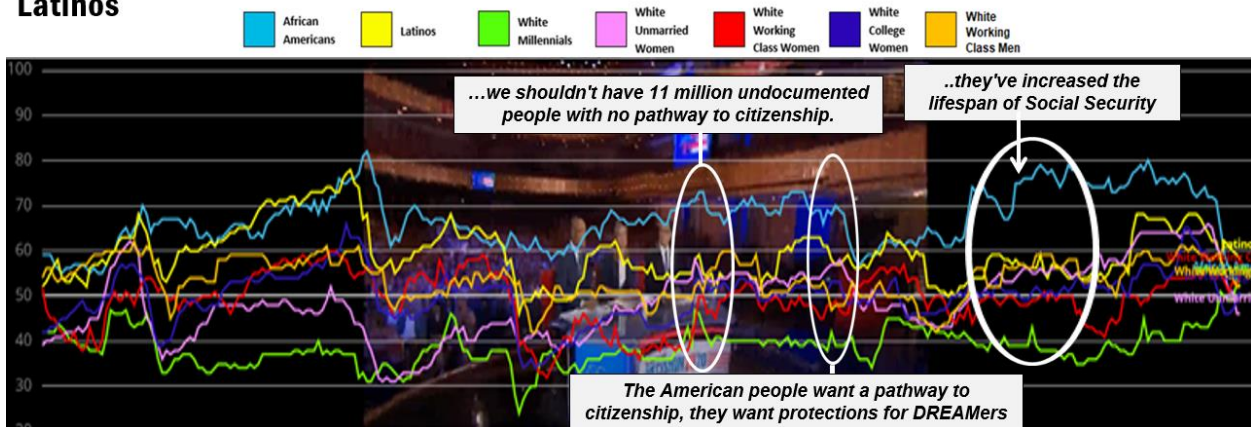 Latinos
African
Americans
Latinos
White
Millennials
White
Unmarried
Women
White
Working
Class Women
White
College
Women
White
Working
Class Men
100
90
80
70
60
50
40
30
…we shouldn't have 11 million undocumented
people with no pathway to citizenship.
..they've increased the
lifespan of Social Security
The American people want a pathway to
citizenship, they want protections for DREAMers
Latino
White Unmarri